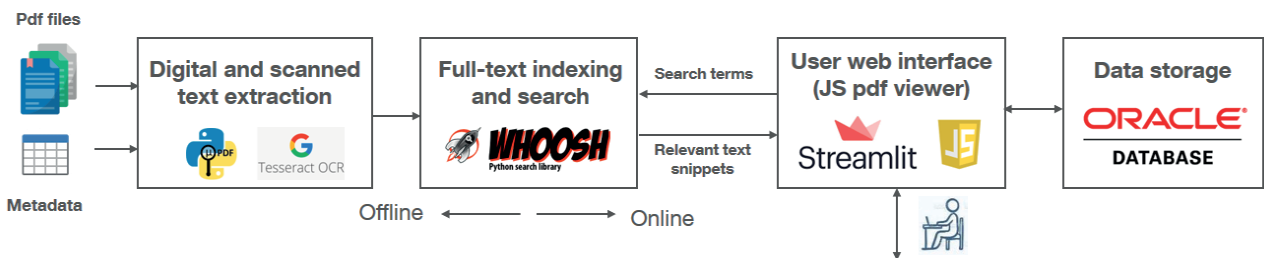 Pdf files
Metadata
Digital and scanned
text extraction
μPDF
G
Tesseract OCR
Full-text indexing
and search
WHOOSH
Python search library
Offline
Online
Search terms
Relevant text
snippets
User web interface
(JS pdf viewer)
Streamlit
JS
Data storage
ORACLE®
DATABASE